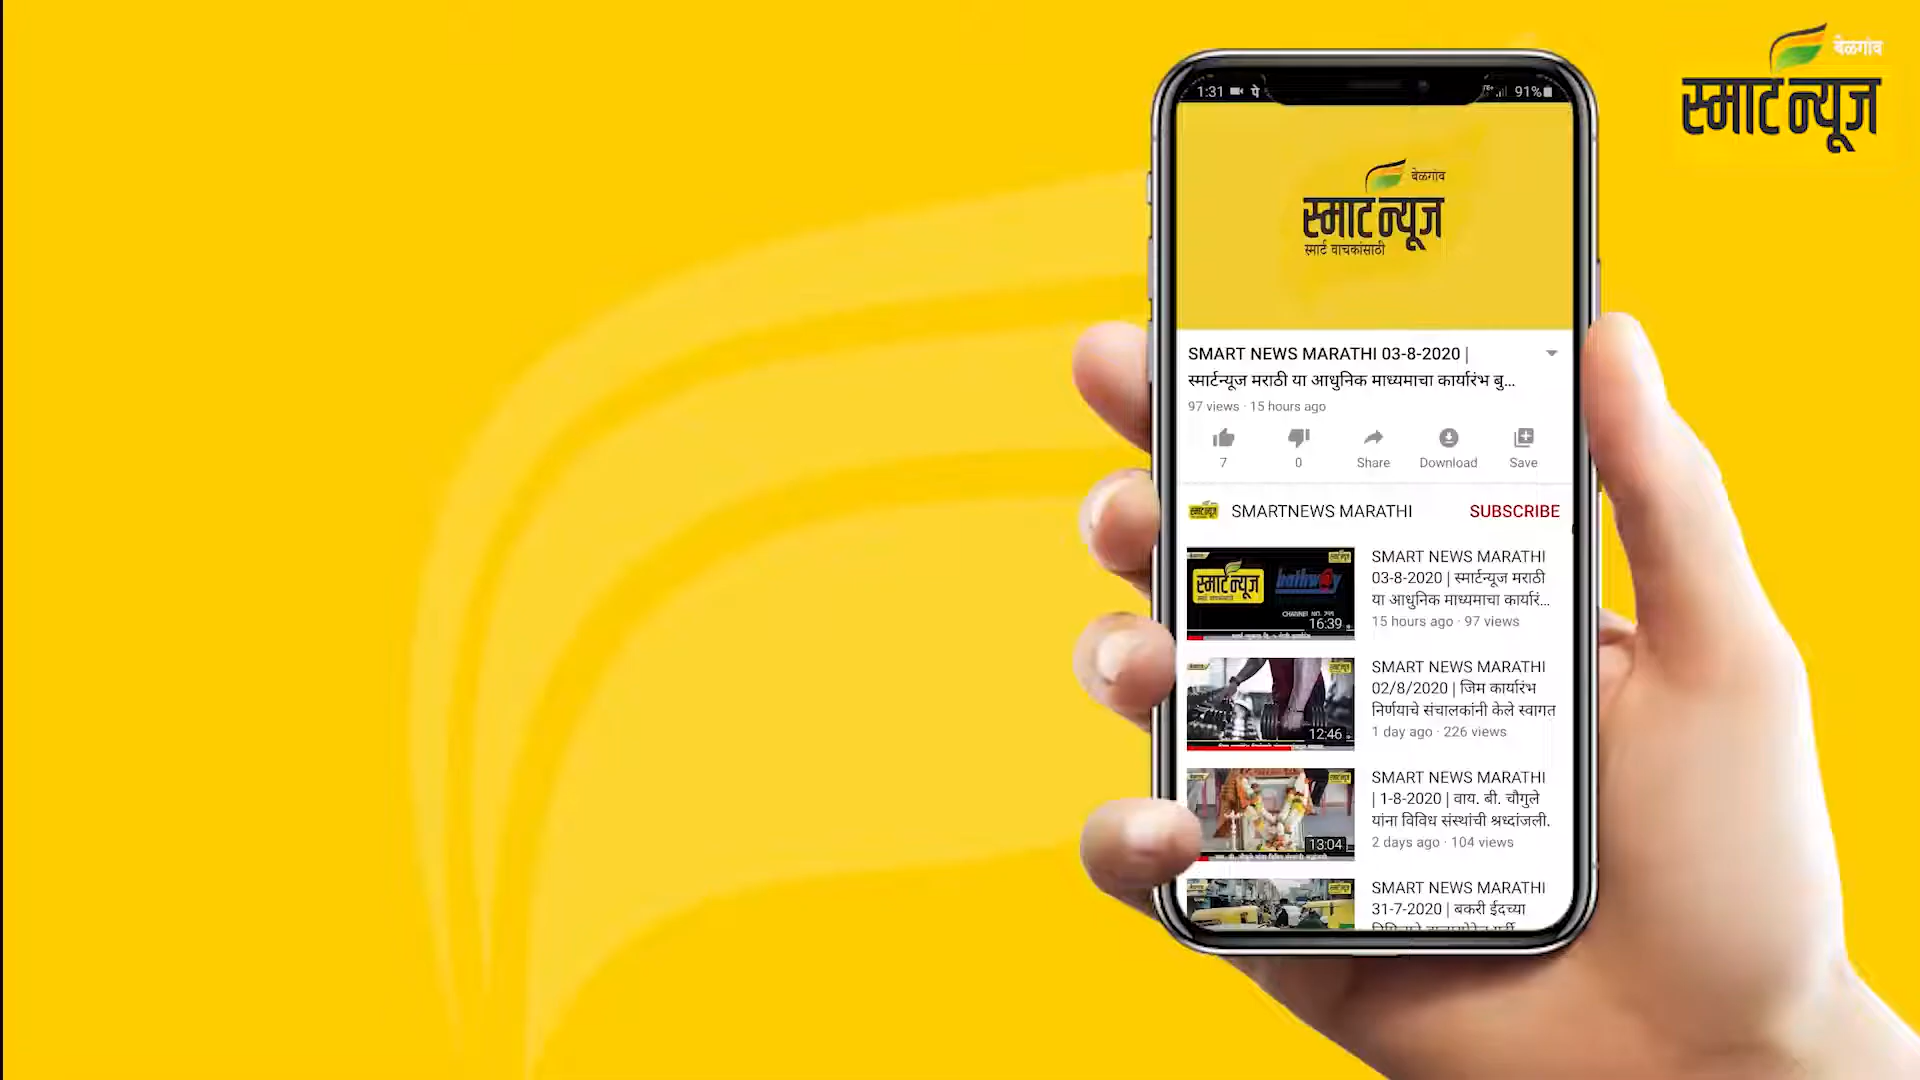 बेळगांव
स्मार्ट न्यूज
1:31
91%
बेळगांव
स्मार्ट न्यूज
स्मार्ट वाचकांसाठी
SMART NEWS MARATHI 03-8-2020 |
स्मार्टन्यूज मराठी या आधुनिक माध्यमाचा कार्यारंभ बु...
97 views · 15 hours ago
7
0
Share
Download
Save
स्मार्ट न्यूज
SMARTNEWS MARATHI
SUBSCRIBE
स्मार्ट न्यूज
hathway
16:39
SMART NEWS MARATHI
03-8-2020 | स्मार्टन्यूज मराठी
या आधुनिक माध्यमाचा कार्यारं...
15 hours ago · 97 views
12:46
SMART NEWS MARATHI
02/8/2020 | जिम कार्यारंभ
निर्णयाचे संचालकांनी केले स्वागत
1 day ago · 226 views
13:04
SMART NEWS MARATHI
| 1-8-2020 | वाय. बी. चौगुले
यांना विविध संस्थांची श्रध्दांजली.
2 days ago · 104 views
SMART NEWS MARATHI
31-7-2020 | बकरी ईदच्या